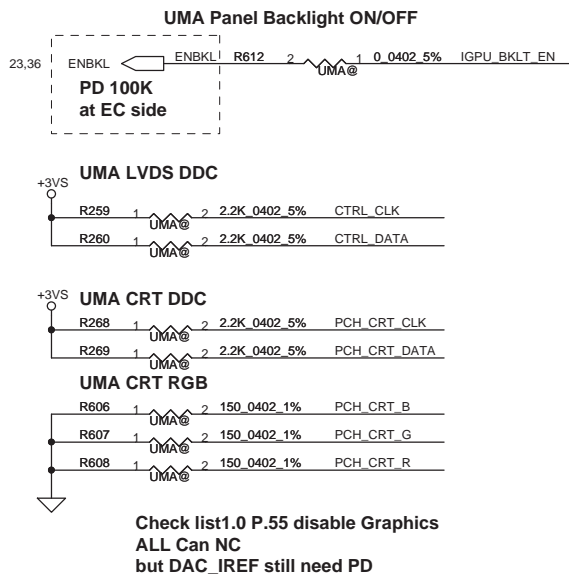 UMA Panel Backlight ON/OFF
23,36 ENBKL ENBKL R612 2 1 0_0402_5% IGPU_BKLT_EN
UMA@
PD 100K
at EC side
UMA LVDS DDC
+3VS
R259 1 2 2.2K_0402_5% CTRL_CLK
UMA@
R260 1 2 2.2K_0402_5% CTRL_DATA
UMA@
+3VS
UMA CRT DDC
R268 1 2 2.2K_0402_5% PCH_CRT_CLK
UMA@
R269 1 2 2.2K_0402_5% PCH_CRT_DATA
UMA@
UMA CRT RGB
R606 1 2 150_0402_1% PCH_CRT_B
UMA@
R607 1 2 150_0402_1% PCH_CRT_G
UMA@
R608 1 2 150_0402_1% PCH_CRT_R
UMA@
Check list1.0 P.55 disable Graphics
ALL Can NC
but DAC_IREF still need PD